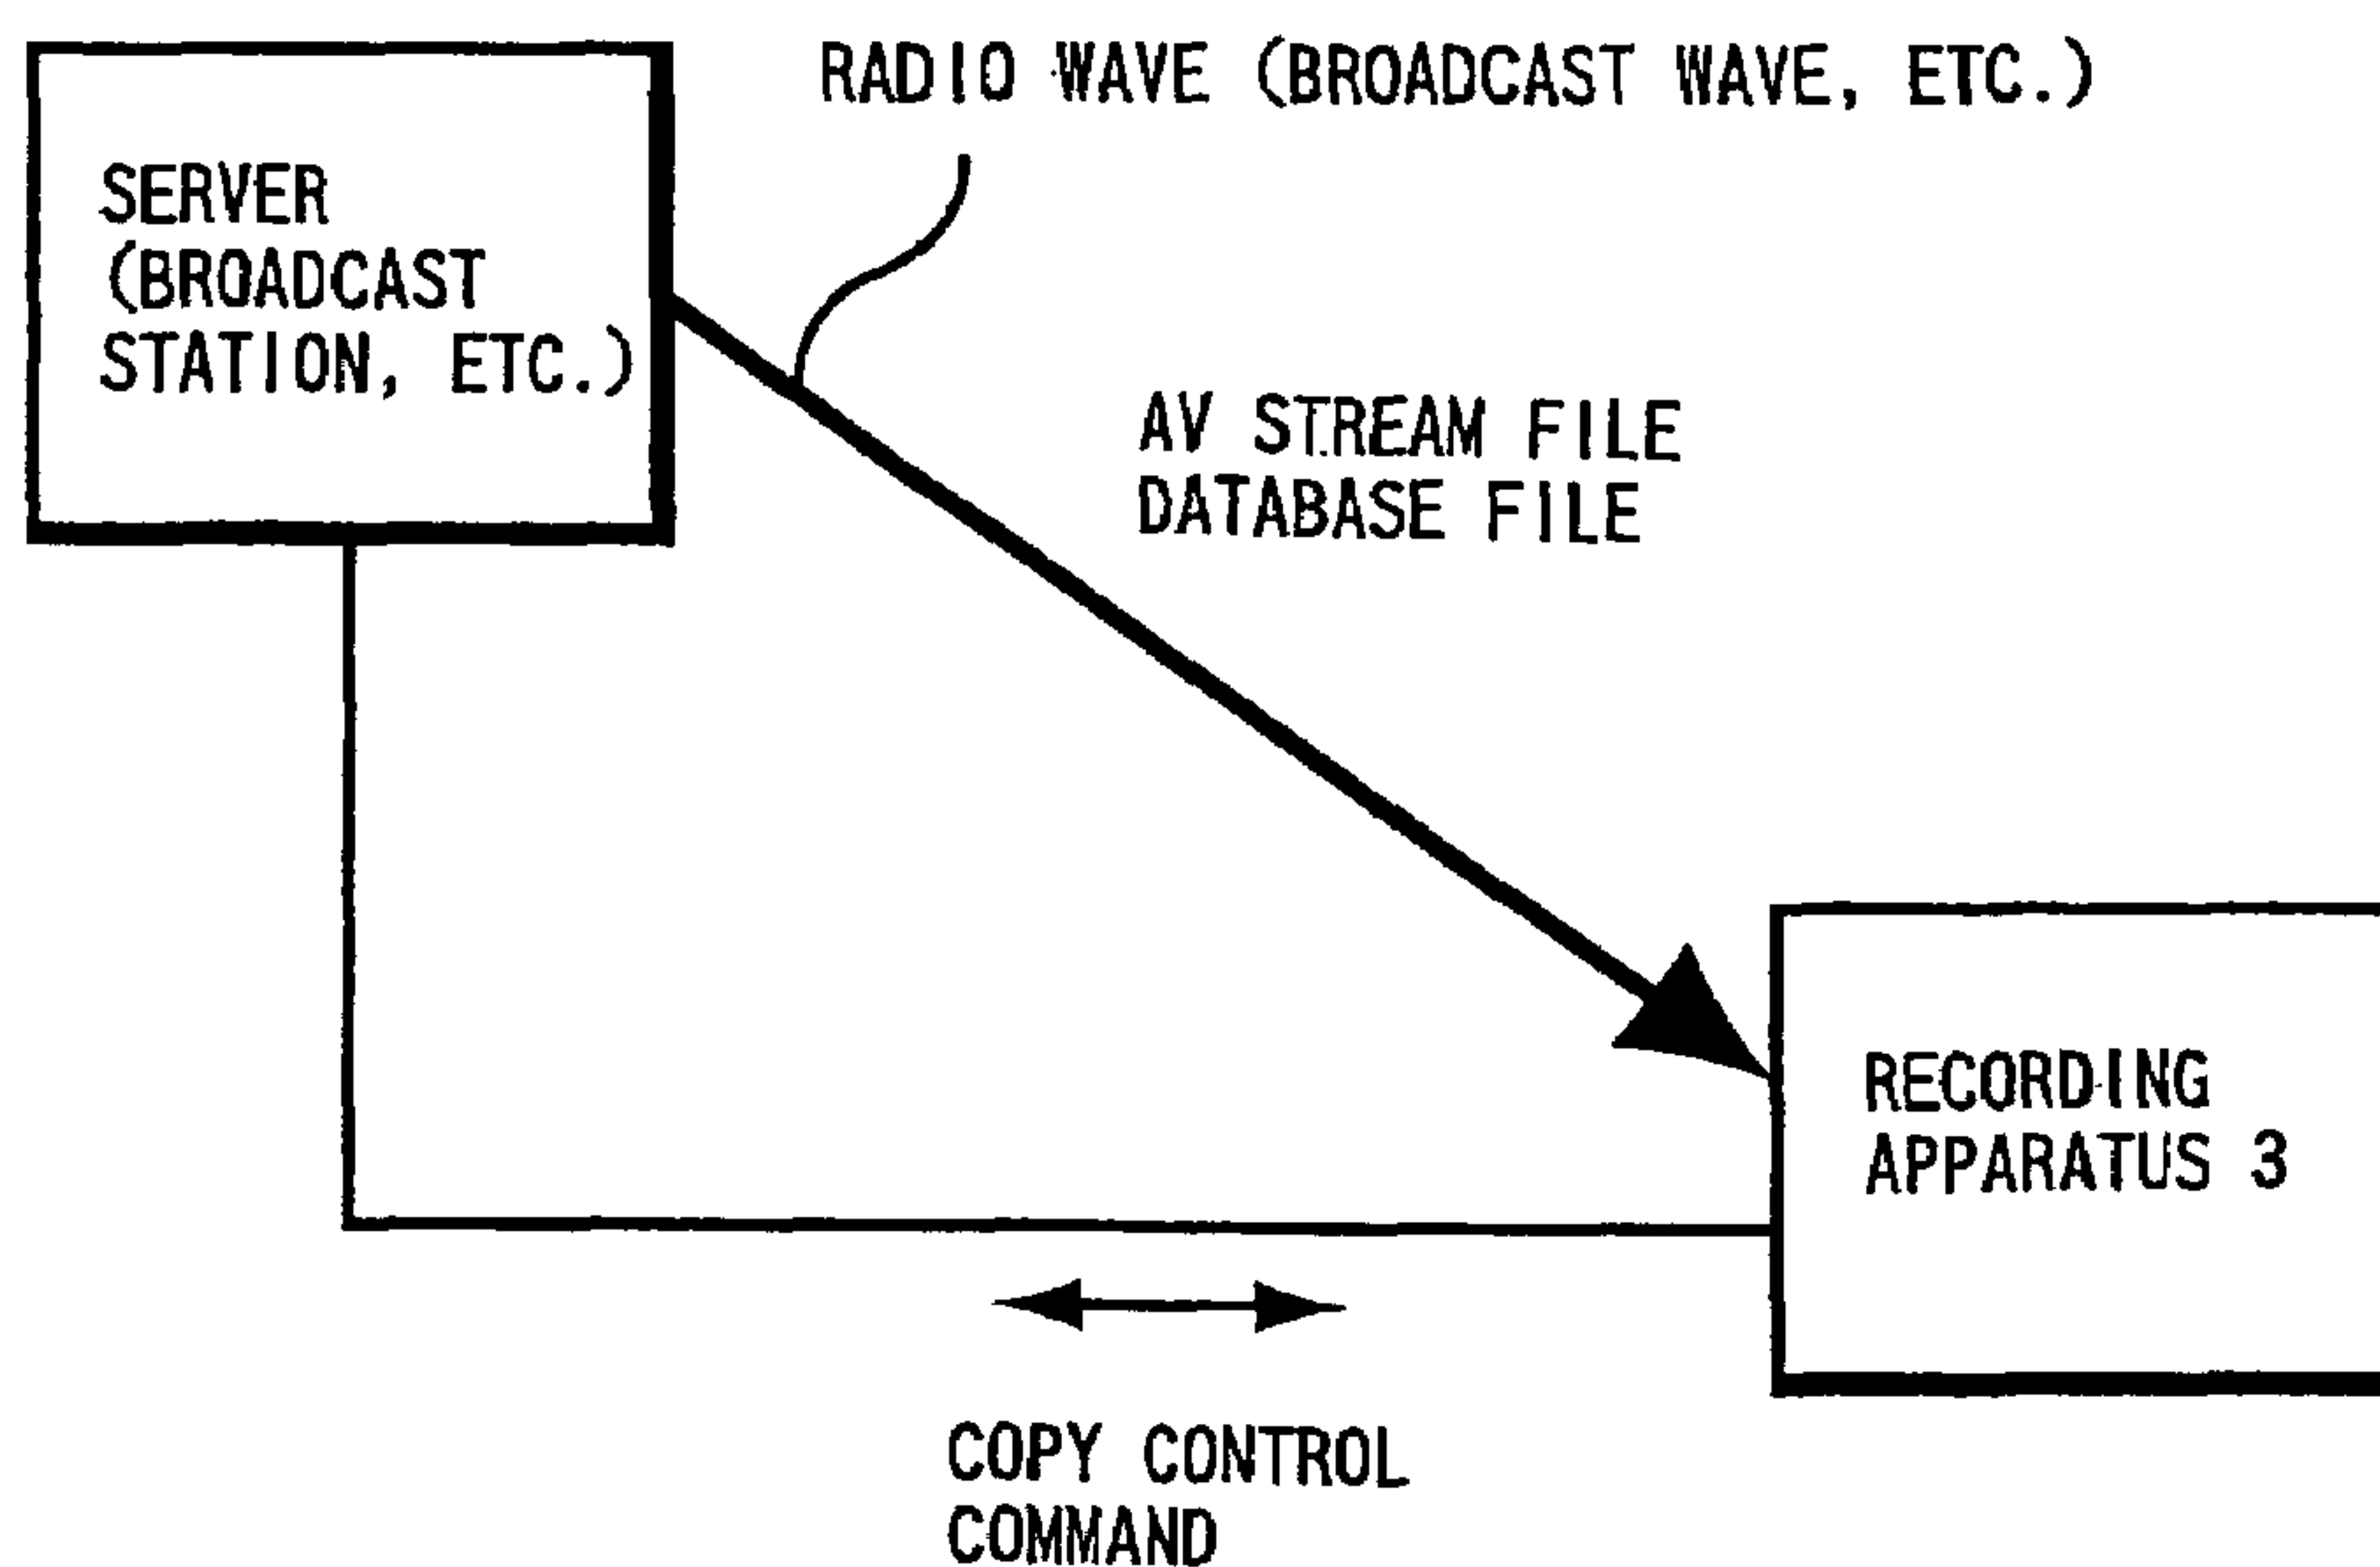 RADIO WAVE (BROADCAST WAVE, ETC.)
SERVER
(BROADCAST
STATION, ETC.)
AV STREAM FILE
DATABASE FILE
RECORDING
APPARATUS 3
COPY CONTROL
COMMAND